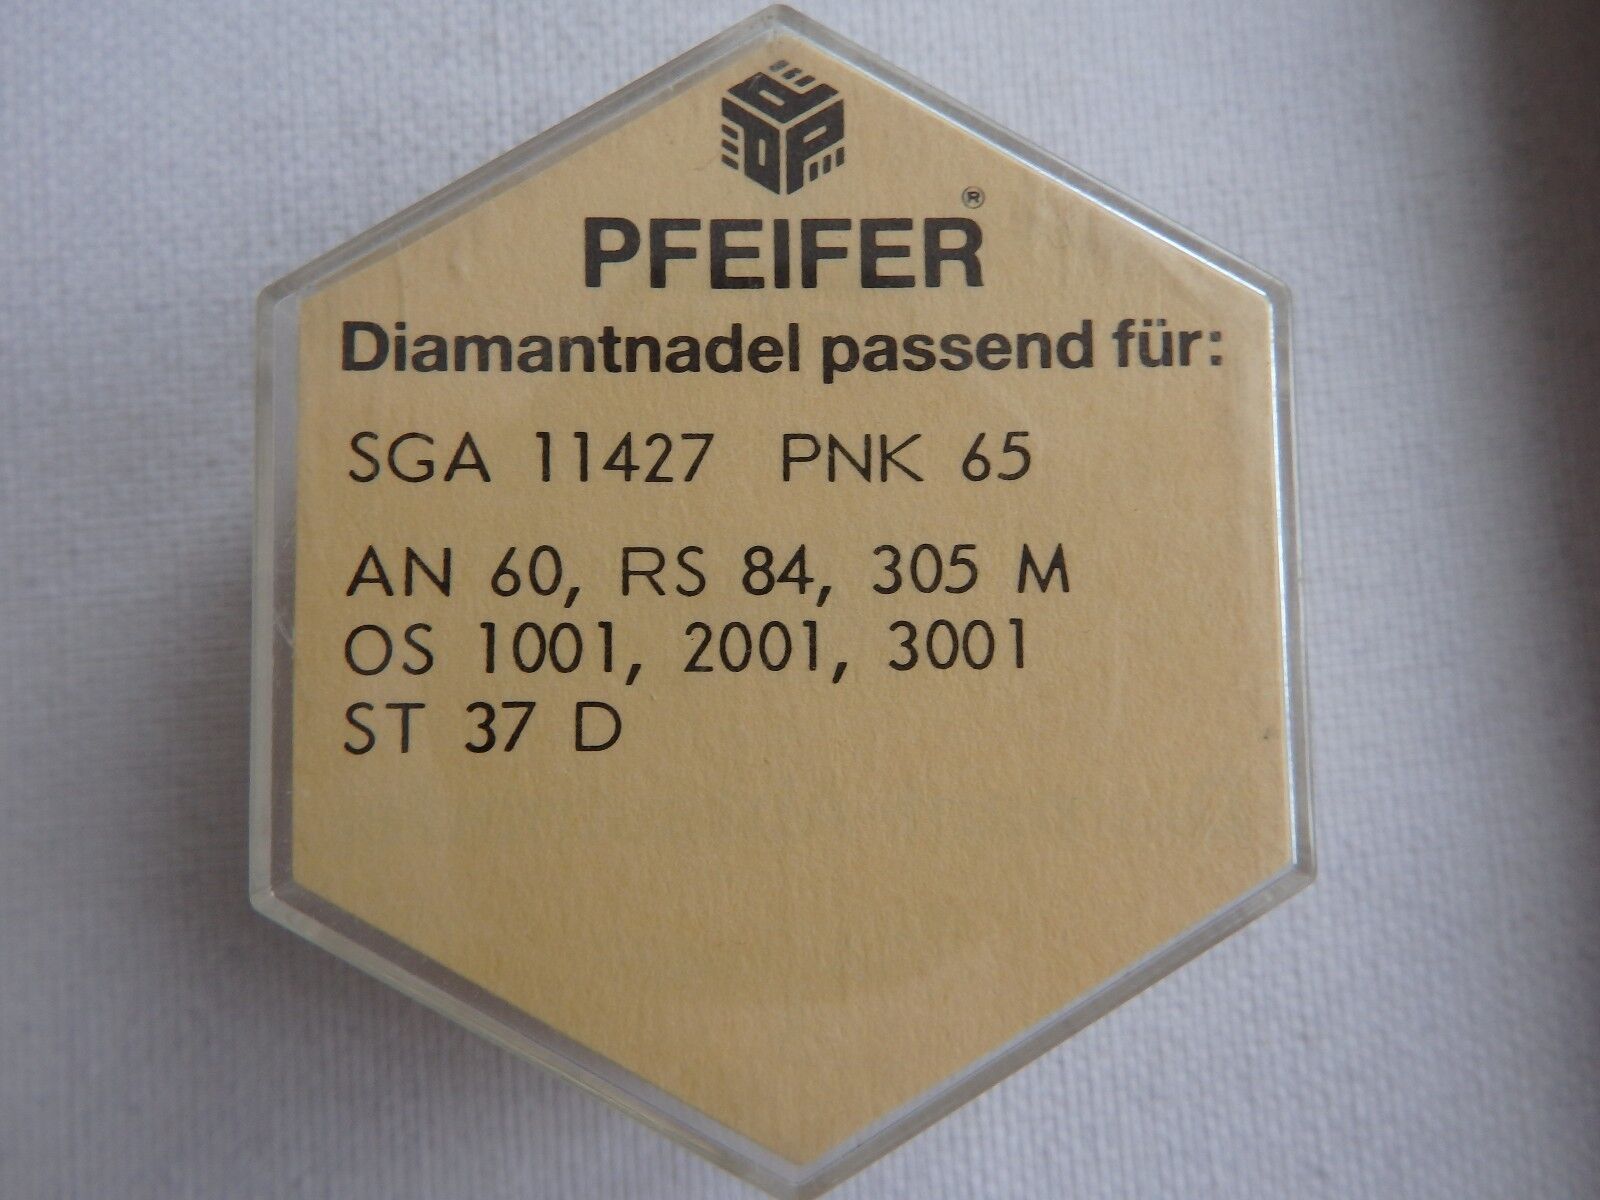 PFEIFER®
Diamantnadel passend für:
SGA 11427 PNK 65
AN 60, RS 84, 305 M
OS 1001, 2001, 3001
ST 37 D